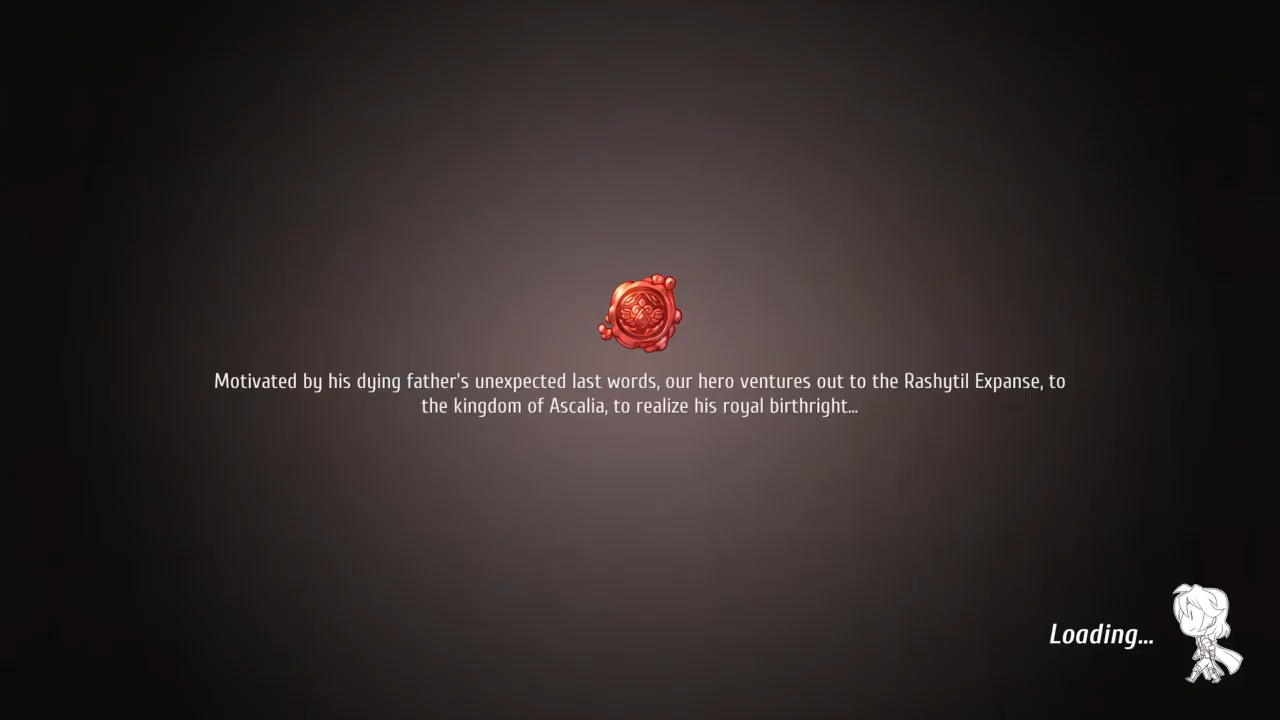 Motivated by his dying father's unexpected last words, our hero ventures out to the Rashytil Expanse, to
the kingdom of Ascalia, to realize his royal birthright...
Loading...